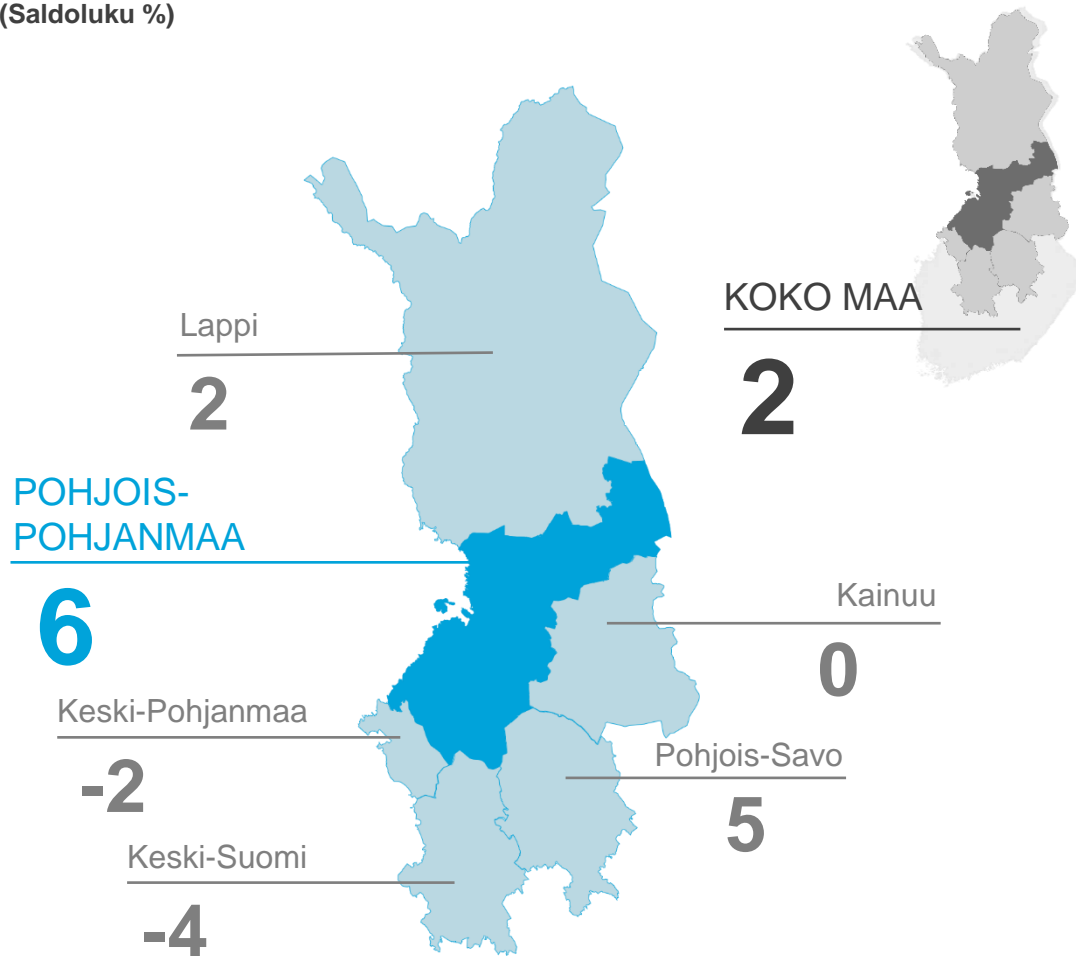 (Saldoluku %)
KOKO MAA
2
Lappi
2
POHJOIS-
POHJANMAA
6
Kainuu
0
Keski-Pohjanmaa
-2
Pohjois-Savo
5
Keski-Suomi
-4